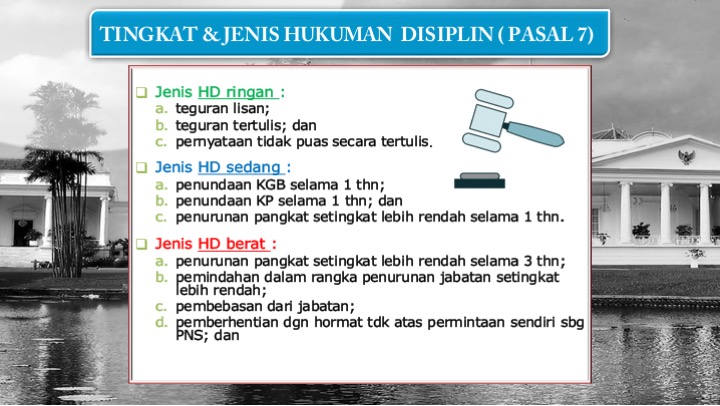 TINGKAT & JENIS HUKUMAN DISIPLIN ( PASAL 7)
Jenis HD ringan :
a. teguran lisan;
b. teguran tertulis; dan
c. pernyataan tidak puas secara tertulis.
Jenis HD sedang :
a. penundaan KGB selama 1 thn;
b. penundaan KP selama 1 thn; dan
c. penurunan pangkat setingkat lebih rendah selama 1 thn.
Jenis HD berat :
a. penurunan pangkat setingkat lebih rendah selama 3 thn;
b. pemindahan dalam rangka penurunan jabatan setingkat
lebih rendah;
c. pembebasan dari jabatan;
d. pemberhentian dgn hormat tdk atas permintaan sendiri sbg
PNS; dan